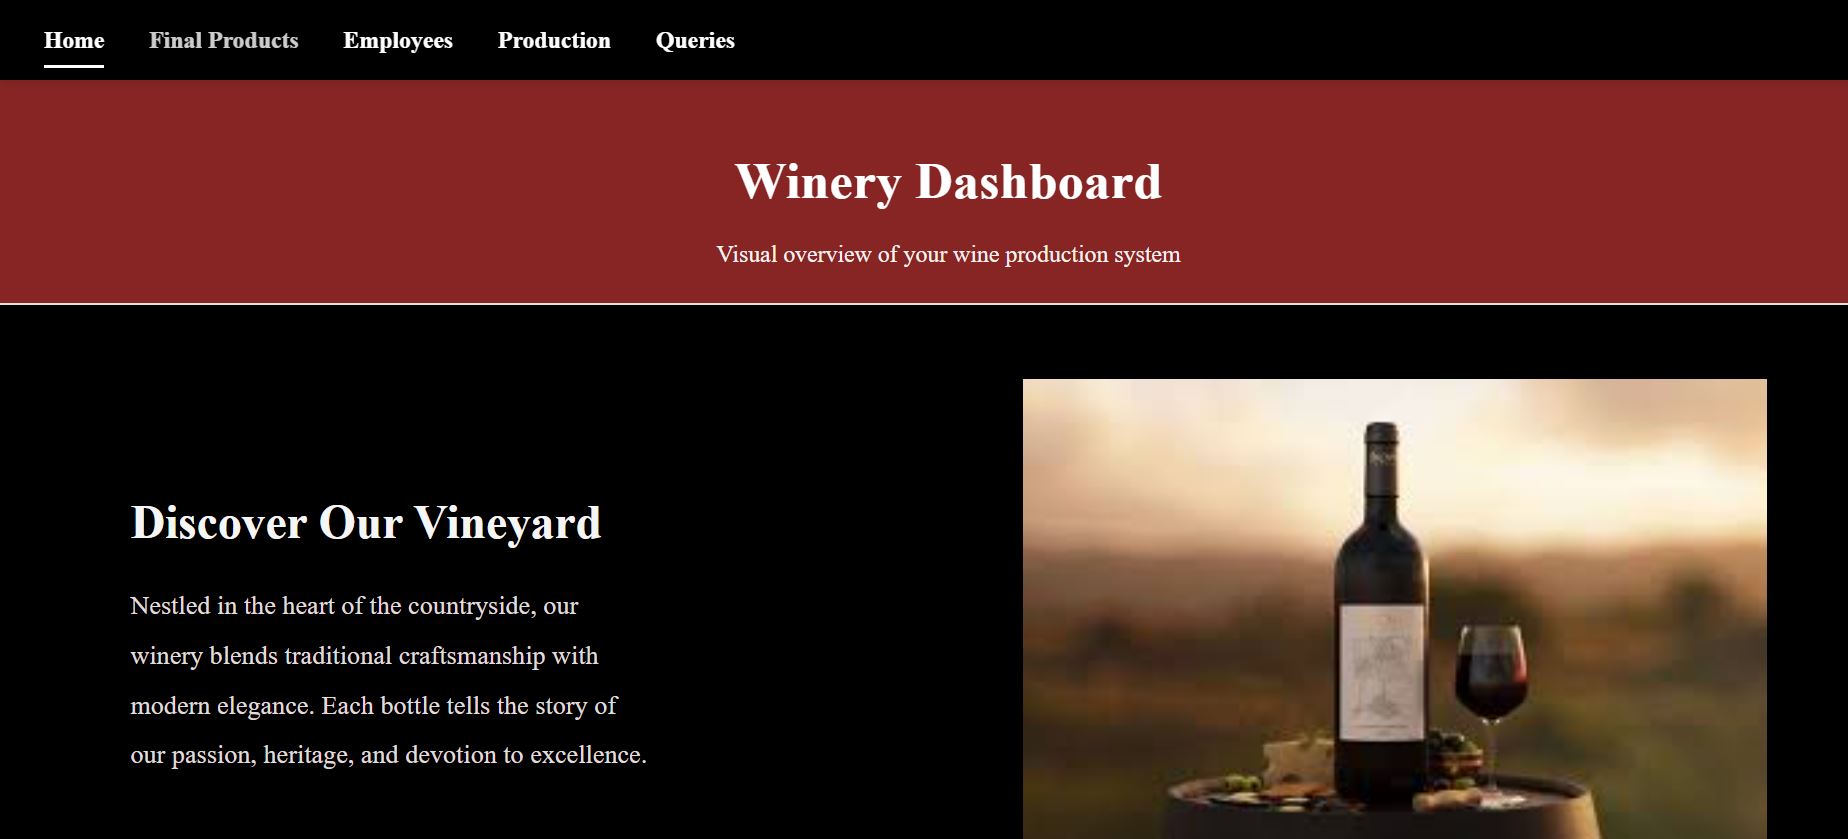 Home Final Products Employees Production Queries
Winery Dashboard
Visual overview of your wine production system
Discover Our Vineyard
Nestled in the heart of the countryside, our
winery blends traditional craftsmanship with
modern elegance. Each bottle tells the story of
our passion, heritage, and devotion to excellence.